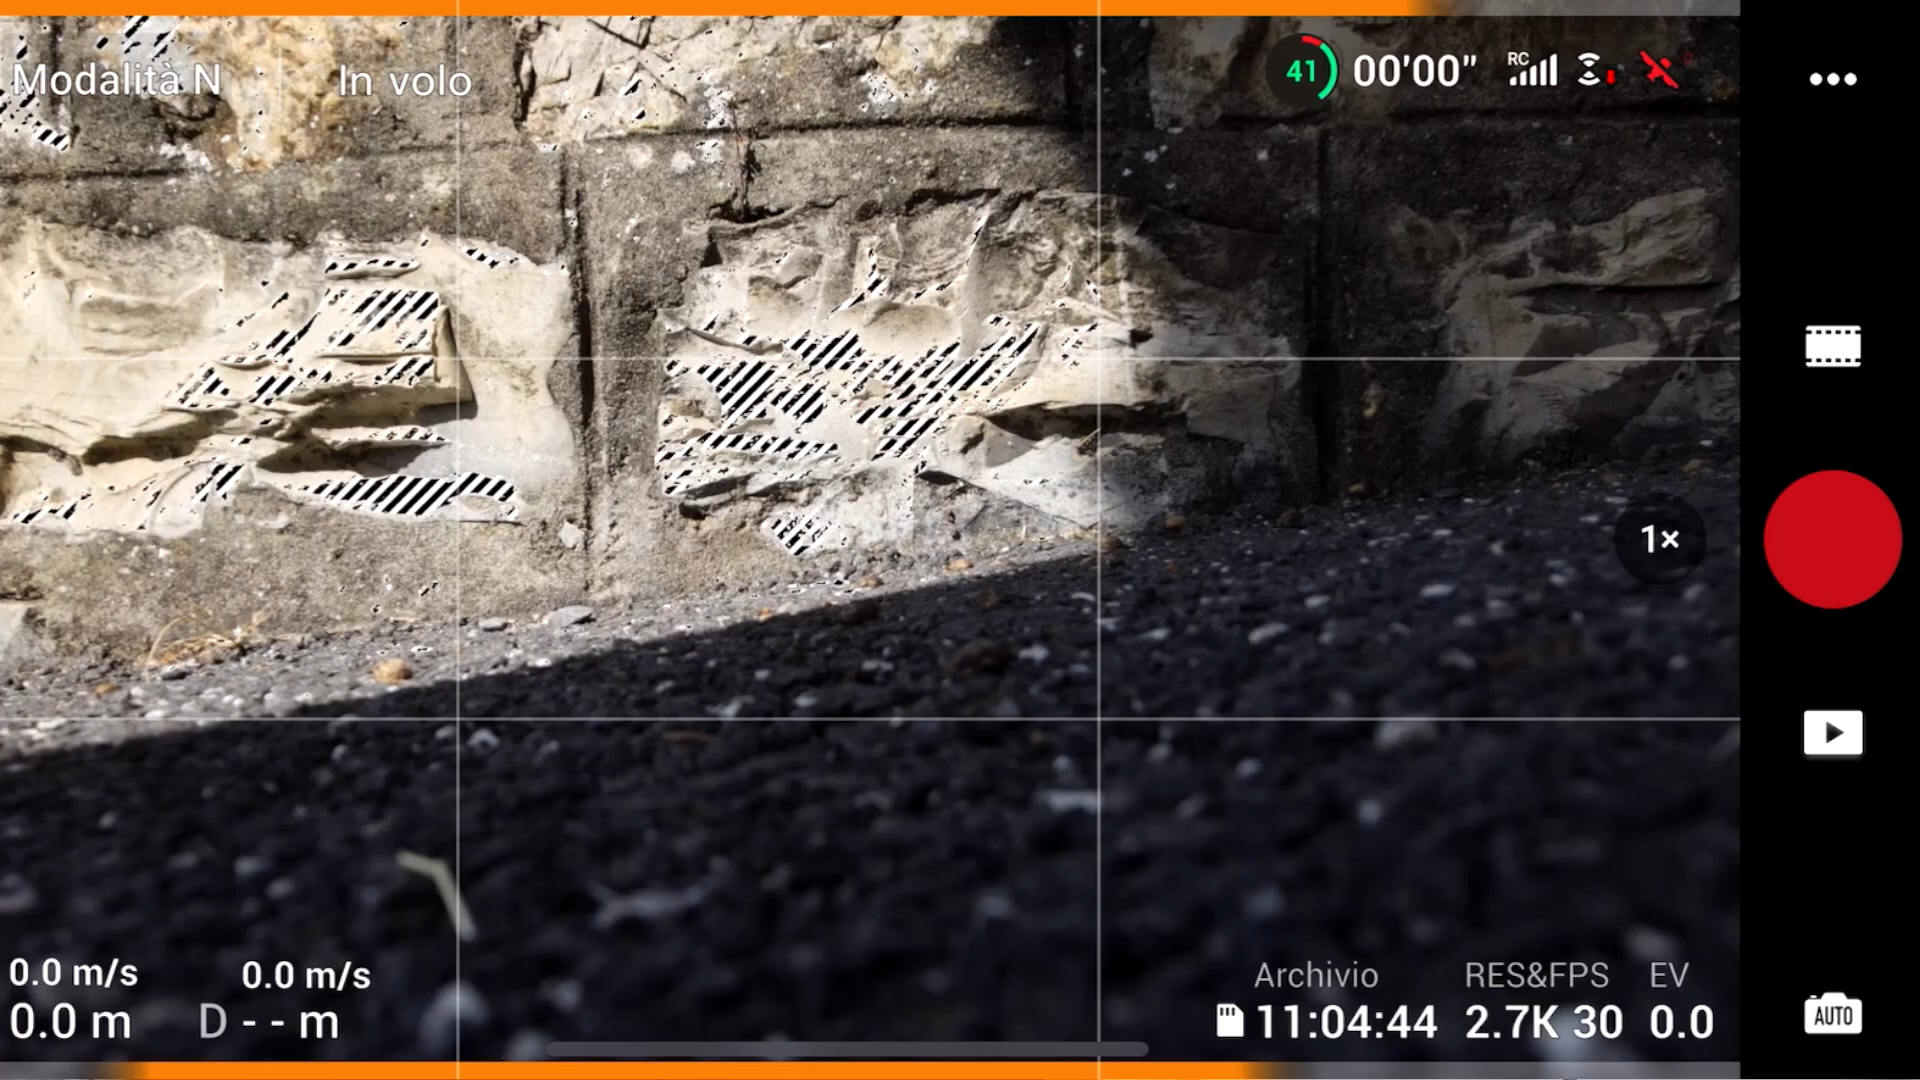 Modalità N In volo
41 00'00" RC 0
1×
0.0 m/s 0.0 m/s
0.0 m D - - m
Archivio RES&FPS EV
11:04:44 2.7K 30 0.0
AUTO